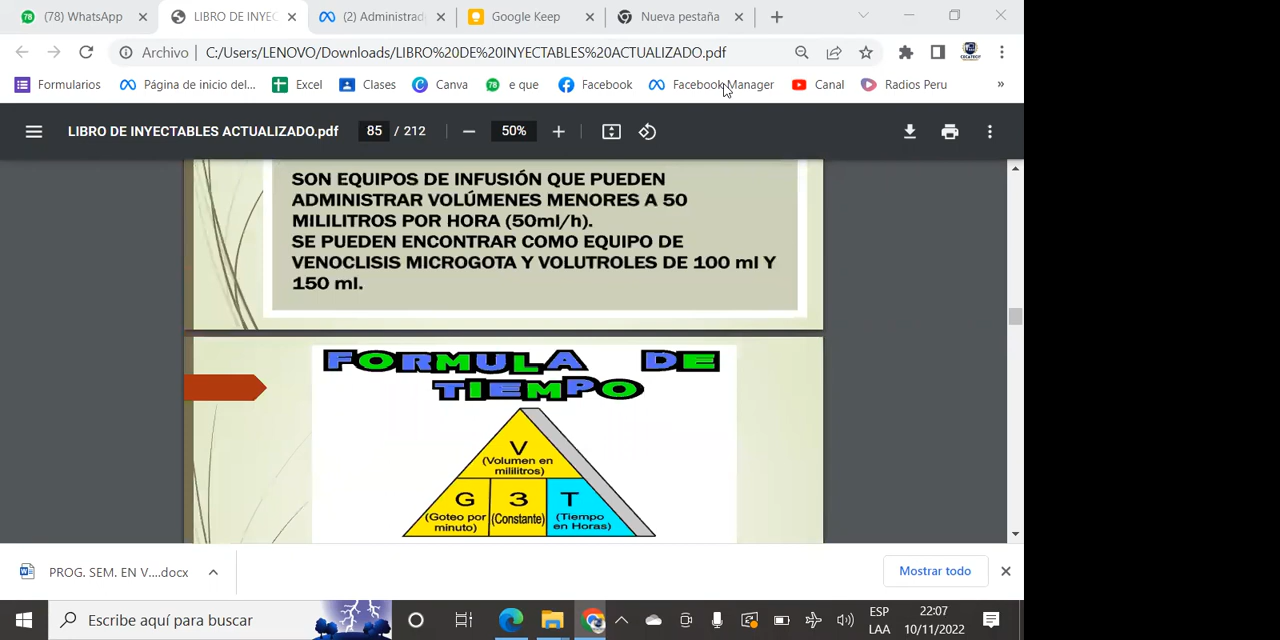 (78) WhatsApp
LIBRO DE INYEC
(2) Administrad
Google Keep
Nueva pestaña
Archivo
C:/Users/LENOVO/Downloads/LIBRO%20DE%20INYECTABLES%20ACTUALIZADO.pdf
Formularios
Página de inicio del...
Excel
Clases
Canva
e que
Facebook
Facebook Manager
Canal
Radios Peru
»
LIBRO DE INYECTABLES ACTUALIZADO.pdf
85 / 212
50%
SON EQUIPOS DE INFUSIÓN QUE PUEDEN
ADMINISTRAR VOLÚMENES MENORES A 50
MILILITROS POR HORA (50ml/h).
SE PUEDEN ENCONTRAR COMO EQUIPO DE
VENOCLISIS MICROGOTA Y VOLUTROLES DE 100 ml Y
150 ml.
FORMULA DE
TIEMPO
V
(Volumen en
mililitros)
G
(Goteo por
minuto)
3
(Constante)
T
(Tiempo
en Horas)
PROG. SEM. EN V....docx
Mostrar todo
Escribe aquí para buscar
ESP
LAA
22:07
10/11/2022